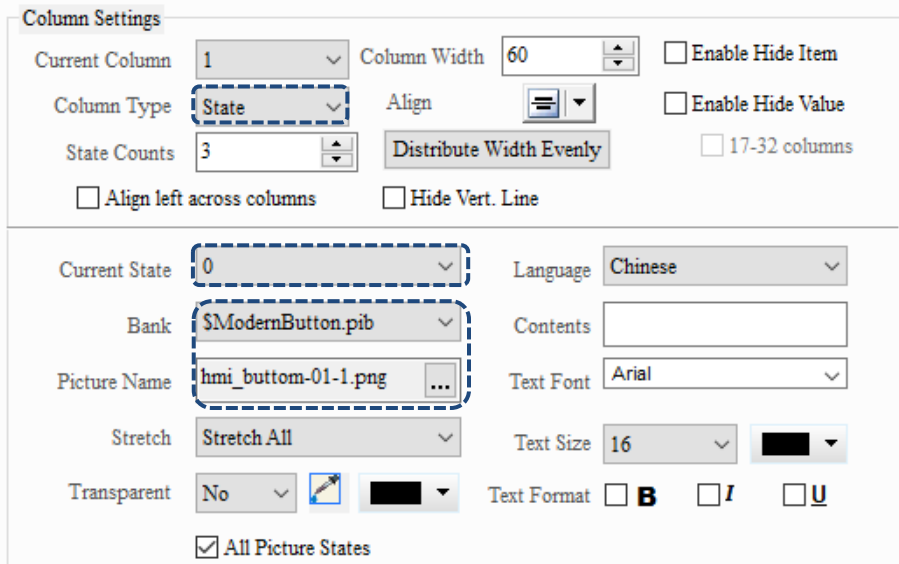 Column Settings
Current Column 1 Column Width 60 Enable Hide Item
Column Type State Align Enable Hide Value
State Counts 3 Distribute Width Evenly 17-32 columns
Align left across columns Hide Vert. Line
Current State 0 Language Chinese
Bank $ModernButton.pib Contents
Picture Name hmi_buttom-01-1.png ... Text Font Arial
Stretch Stretch All Text Size 16
Transparent No Text Format B I U
All Picture States